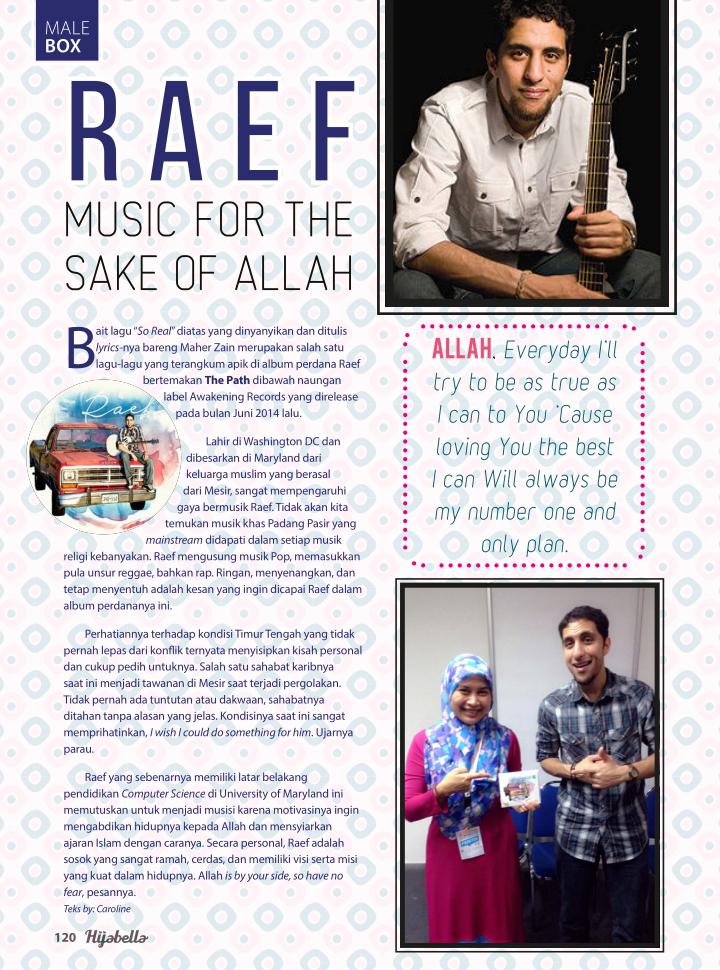 MALE
BOX
RAEF
MUSIC FOR THE
SAKE OF ALLAH
Bait lagu "So Real" diatas yang dinyanyikan dan ditulis
lyrics-nya bareng Maher Zain merupakan salah satu
lagu-lagu yang terangkum apik di album perdana Raef
bertemakan The Path dibawah naungan
label Awakening Records yang direlease
pada bulan Juni 2014 lalu.
Raef
Lahir di Washington DC dan
dibesarkan di Maryland dari
keluarga muslim yang berasal
dari Mesir, sangat mempengaruhi
gaya bermusik Raef. Tidak akan kita
temukan musik khas Padang Pasir yang
mainstream didapati dalam setiap musik
religi kebanyakan. Raef mengusung musik Pop, memasukkan
pula unsur reggae, bahkan rap. Ringan, menyenangkan, dan
tetap menyentuh adalah kesan yang ingin dicapai Raef dalam
album perdananya ini.
Perhatiannya terhadap kondisi Timur Tengah yang tidak
pernah lepas dari konflik ternyata menyisipkan kisah personal
dan cukup pedih untuknya. Salah satu sahabat karibnya
saat ini menjadi tawanan di Mesir saat terjadi pergolakan.
Tidak pernah ada tuntutan atau dakwaan, sahabatnya
ditahan tanpa alasan yang jelas. Kondisinya saat ini sangat
memprihatinkan, I wish I could do something for him. Ujarnya
parau.
Raef yang sebenarnya memiliki latar belakang
pendidikan Computer Science di University of Maryland ini
memutuskan untuk menjadi musisi karena motivasinya ingin
mengabdikan hidupnya kepada Allah dan mensyiarkan
ajaran Islam dengan caranya. Secara personal, Raef adalah
sosok yang sangat ramah, cerdas, dan memiliki visi serta misi
yang kuat dalam hidupnya. Allah is by your side, so have no
fear, pesannya.
Teks by: Caroline
ALLAH. Everyday I'll
try to be as true as
I can to You 'Cause
loving You the best
I can Will always be
my number one and
only plan.
120 Hijabella